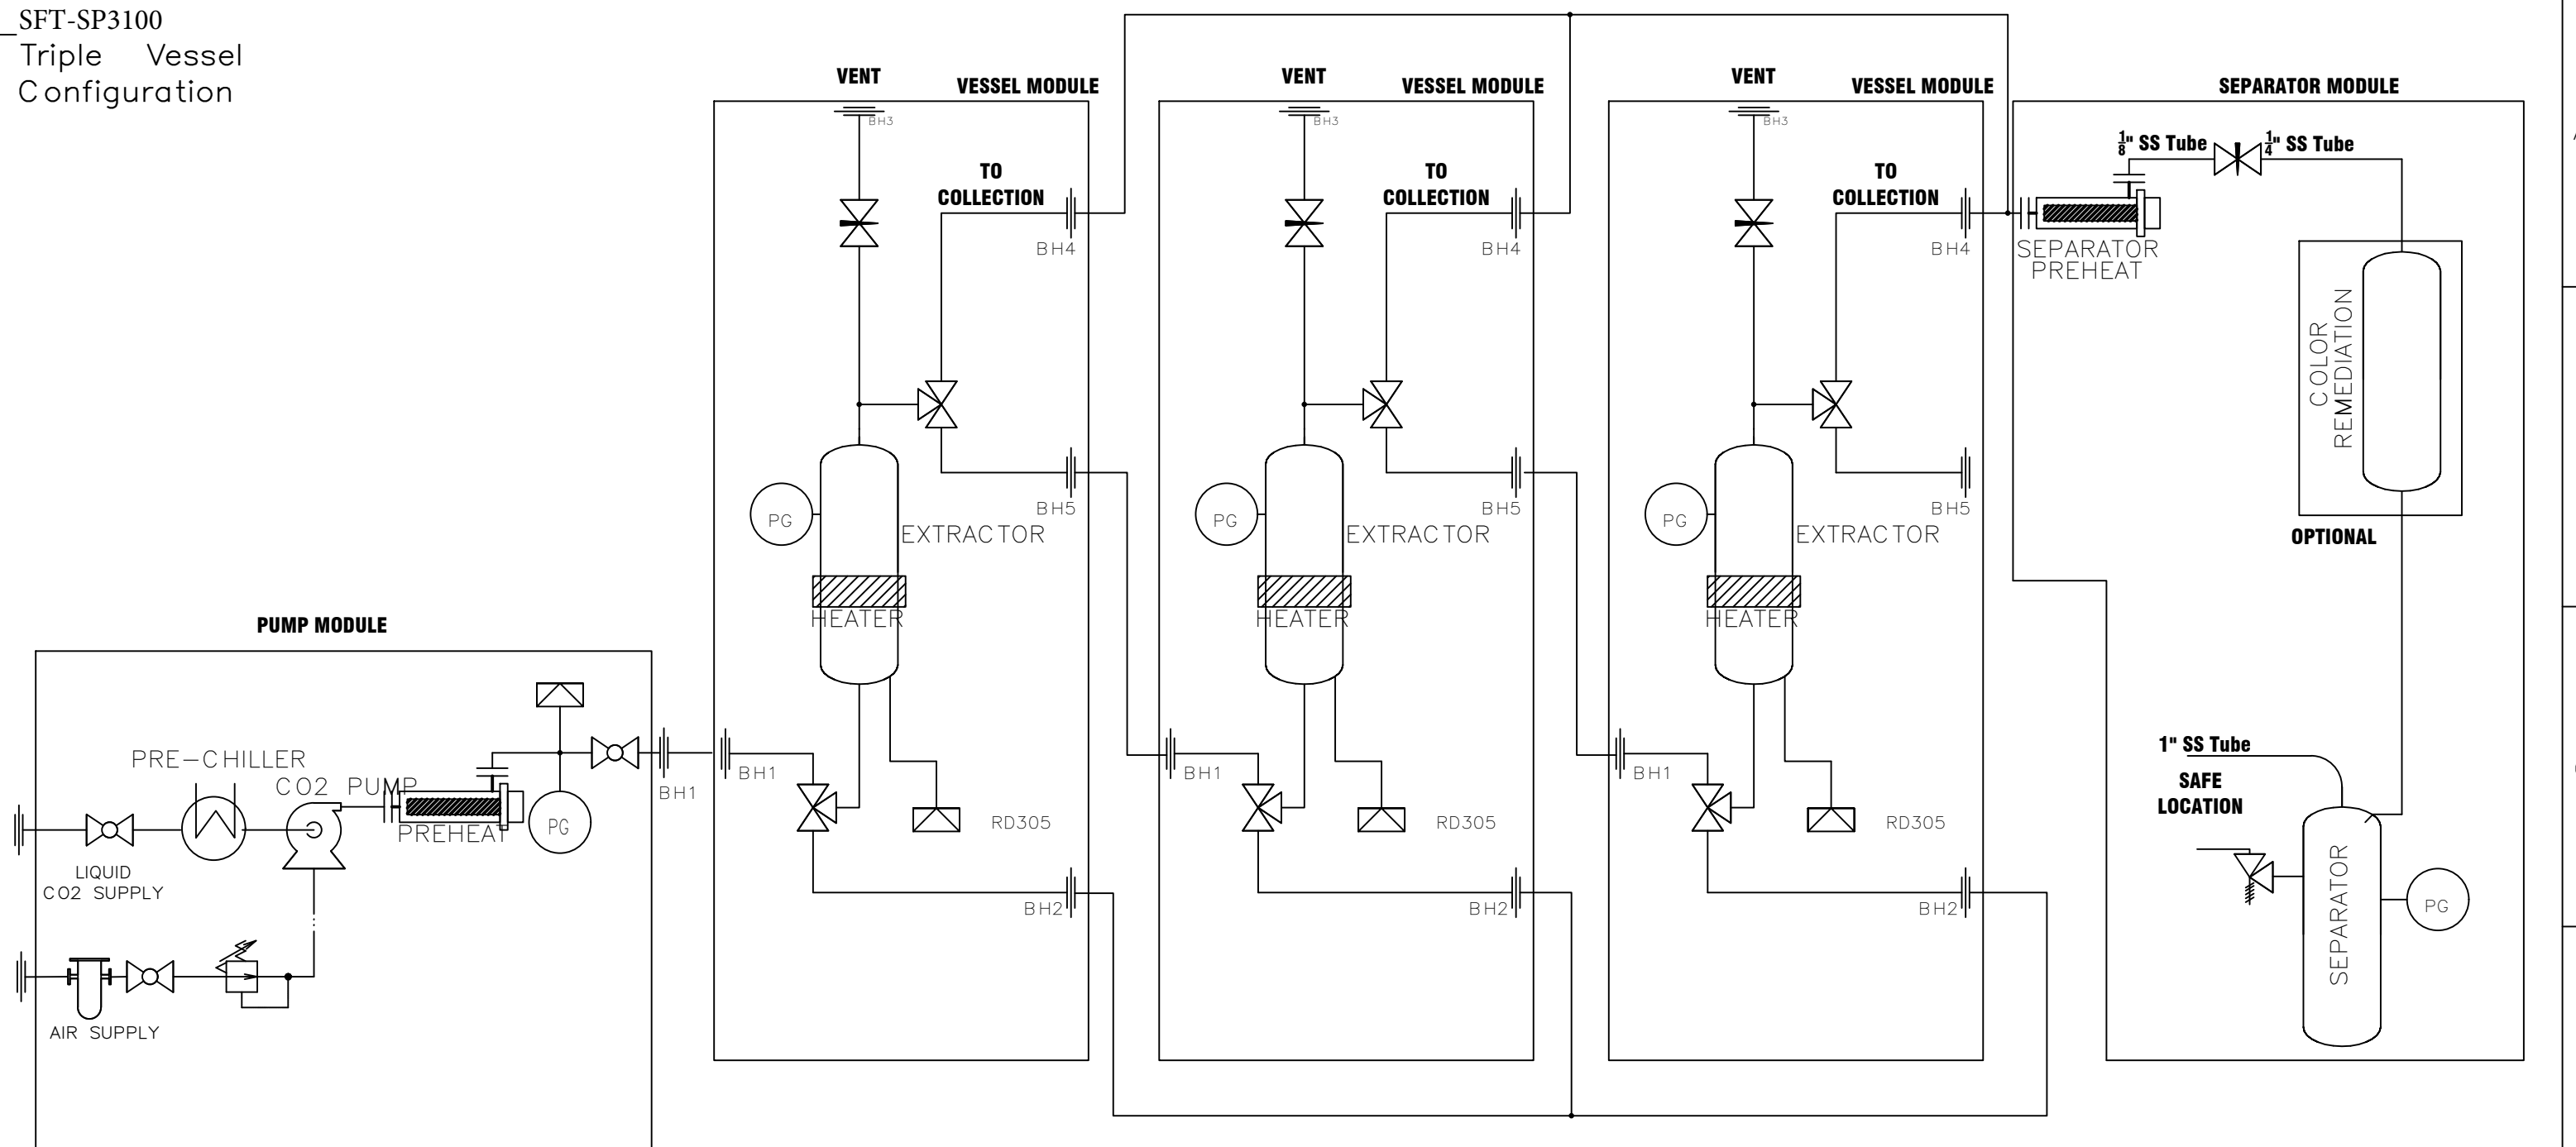 SFT-SP3100
Triple Vessel
Configuration
PUMP MODULE
PRE-CHILLER
CO2 PUMP
PREHEAT
PG
BH1
LIQUID
CO2 SUPPLY
AIR SUPPLY
VENT
VESSEL MODULE
BH3
TO
COLLECTION
BH4
PG
BH5
EXTRACTOR
HEATER
BH1
RD305
BH2
VENT
VESSEL MODULE
BH3
TO
COLLECTION
BH4
PG
BH5
EXTRACTOR
HEATER
BH1
RD305
BH2
VENT
VESSEL MODULE
BH3
TO
COLLECTION
BH4
PG
BH5
EXTRACTOR
HEATER
BH1
RD305
BH2
SEPARATOR MODULE
1/8" SS Tube
1/4" SS Tube
SEPARATOR
PREHEAT
COLOR
REMEDIATION
OPTIONAL
1" SS Tube
SAFE
LOCATION
SEPARATOR
PG